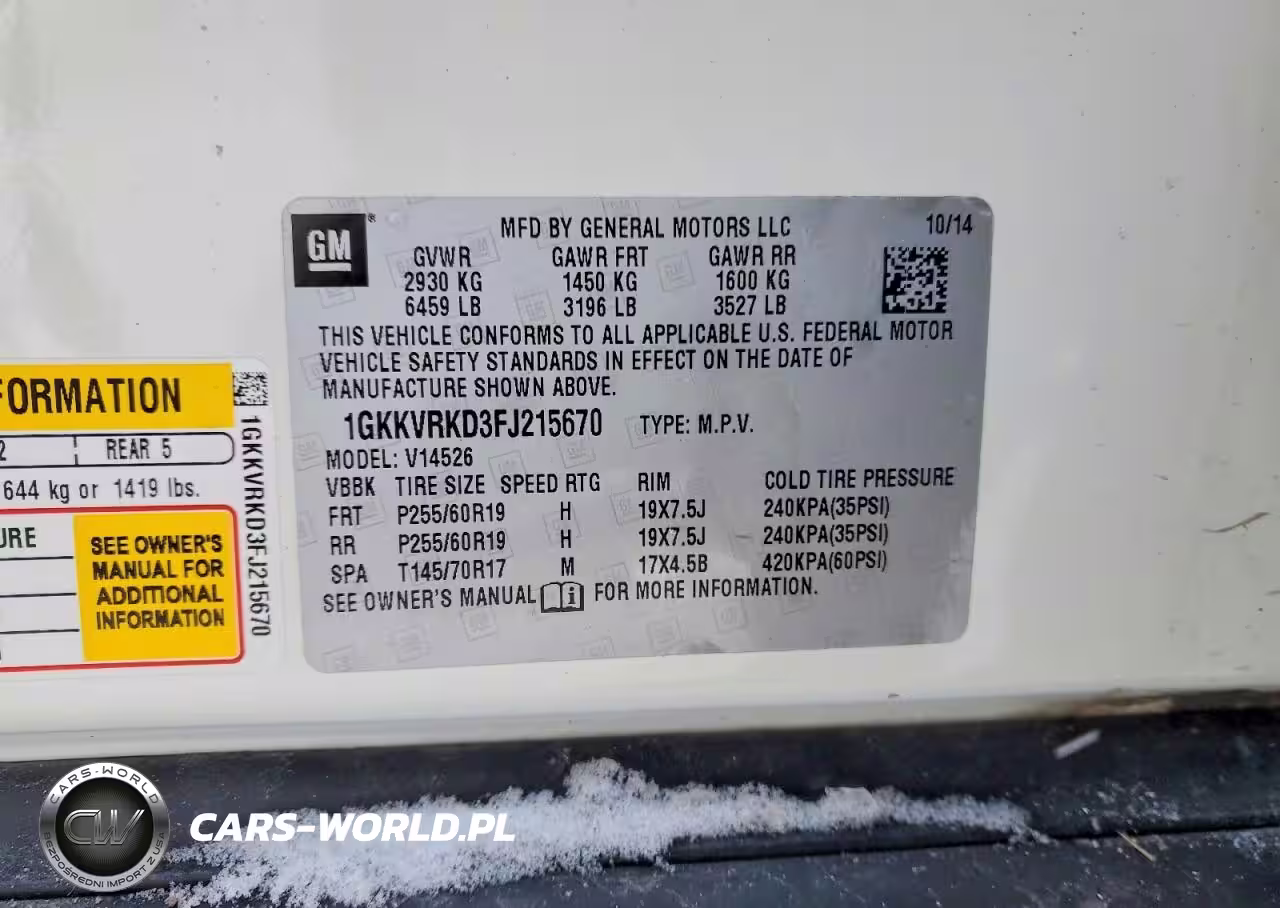 GM ®
MFD BY GENERAL MOTORS LLC 10/14
GVWR GAWR FRT GAWR RR
2930 KG 1450 KG 1600 KG
6459 LB 3196 LB 3527 LB
THIS VEHICLE CONFORMS TO ALL APPLICABLE U.S. FEDERAL MOTOR
VEHICLE SAFETY STANDARDS IN EFFECT ON THE DATE OF
MANUFACTURE SHOWN ABOVE.
1GKKVRKD3FJ215670 TYPE: M.P.V.
MODEL: V14526
VBBK TIRE SIZE SPEED RTG RIM COLD TIRE PRESSURE
FRT P255/60R19 H 19X7.5J 240KPA(35PSI)
RR P255/60R19 H 19X7.5J 240KPA(35PSI)
SPA T145/70R17 M 17X4.5B 420KPA(60PSI)
SEE OWNER'S MANUAL i FOR MORE INFORMATION.
FORMATION
2 REAR 5
644 kg or 1419 lbs.
URE
SEE OWNER'S
MANUAL FOR
ADDITIONAL
INFORMATION
1GKKVRKD3FJ215670
CARS-WORLD
CW
BEZPOŚREDNI IMPORT Z USA
CARS-WORLD.PL